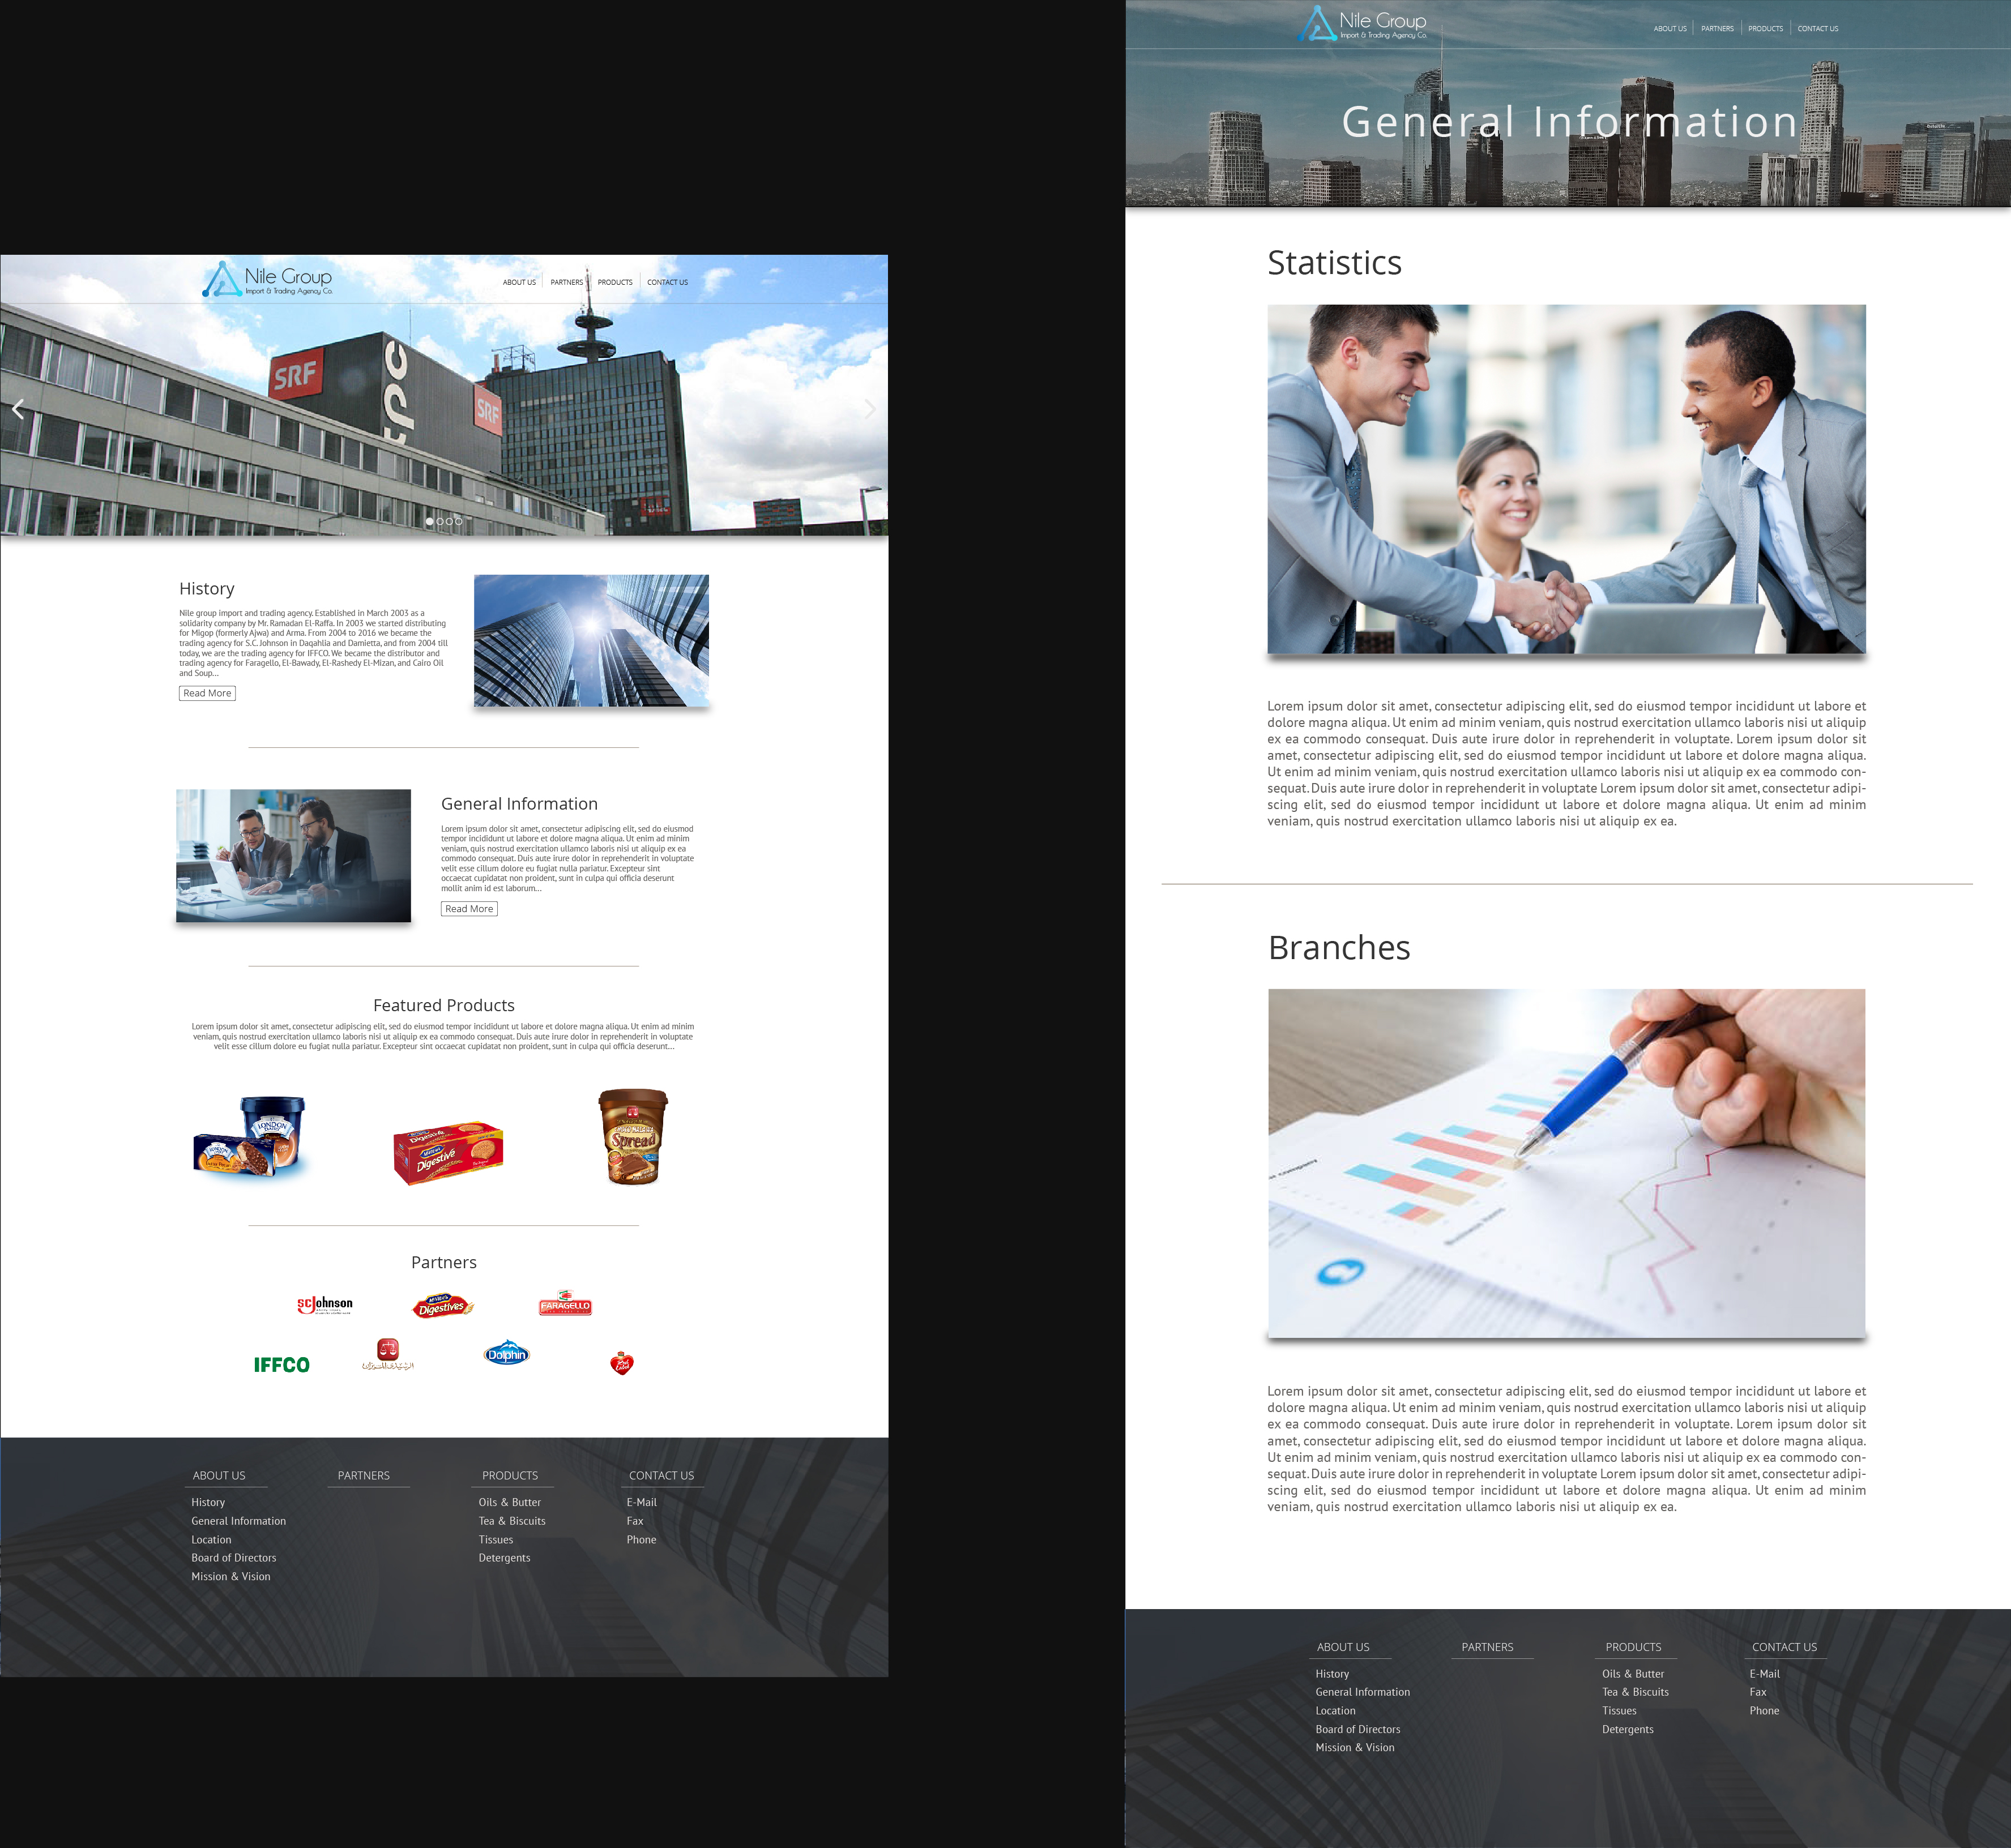 Nile Group
Import & Trading Agency Co.
ABOUT US
PARTNERS
PRODUCTS
CONTACT US
SRF
SRF
History
Nile group import and trading agency. Established in March 2003 as a
solidarity company by Mr. Ramadan El-Raffa. In 2003 we started distributing
for Migop (formerly Ajwa) and Arma. From 2004 to 2016 we became the
trading agency for S.C. Johnson in Daqahlia and Damietta, and from 2004 till
today, we are the trading agency for IFFCO. We became the distributor and
trading agency for Faragello, El-Bawady, El-Rashedy El-Mizan, and Cairo Oil
and Soup...
Read More
General Information
Lorem ipsum dolor sit amet, consectetur adipiscing elit, sed do eiusmod
tempor incididunt ut labore et dolore magna aliqua. Ut enim ad minim
veniam, quis nostrud exercitation ullamco laboris nisi ut aliquip ex ea
commodo consequat. Duis aute irure dolor in reprehenderit in voluptate
velit esse cillum dolore eu fugiat nulla pariatur. Excepteur sint
occaecat cupidatat non proident, sunt in culpa qui officia deserunt
mollit anim id est laborum...
Read More
Featured Products
Lorem ipsum dolor sit amet, consectetur adipiscing elit, sed do eiusmod tempor incididunt ut labore et dolore magna aliqua. Ut enim ad minim
veniam, quis nostrud exercitation ullamco laboris nisi ut aliquip ex ea commodo consequat. Duis aute irure dolor in reprehenderit in voluptate
velit esse cillum dolore eu fugiat nulla pariatur. Excepteur sint occaecat cupidatat non proident, sunt in culpa qui officia deserunt...
LONDON
Digestive
Digestive
Spread
Partners
SC Johnson
McVitie's
Digestives
FARAGELLO
IFFCO
Dolphin
ABOUT US
History
General Information
Location
Board of Directors
Mission & Vision
PARTNERS
PRODUCTS
Oils & Butter
Tea & Biscuits
Tissues
Detergents
CONTACT US
E-Mail
Fax
Phone
Nile Group
Import & Trading Agency Co.
ABOUT US
PARTNERS
PRODUCTS
CONTACT US
General Information
Statistics
Lorem ipsum dolor sit amet, consectetur adipiscing elit, sed do eiusmod tempor incididunt ut labore et
dolore magna aliqua. Ut enim ad minim veniam, quis nostrud exercitation ullamco laboris nisi ut aliquip
ex ea commodo consequat. Duis aute irure dolor in reprehenderit in voluptate. Lorem ipsum dolor sit
amet, consectetur adipiscing elit, sed do eiusmod tempor incididunt ut labore et dolore magna aliqua.
Ut enim ad minim veniam, quis nostrud exercitation ullamco laboris nisi ut aliquip ex ea commodo con-
sequat. Duis aute irure dolor in reprehenderit in voluptate Lorem ipsum dolor sit amet, consectetur adipi-
scing elit, sed do eiusmod tempor incididunt ut labore et dolore magna aliqua. Ut enim ad minim
veniam, quis nostrud exercitation ullamco laboris nisi ut aliquip ex ea.
Branches
Lorem ipsum dolor sit amet, consectetur adipiscing elit, sed do eiusmod tempor incididunt ut labore et
dolore magna aliqua. Ut enim ad minim veniam, quis nostrud exercitation ullamco laboris nisi ut aliquip
ex ea commodo consequat. Duis aute irure dolor in reprehenderit in voluptate. Lorem ipsum dolor sit
amet, consectetur adipiscing elit, sed do eiusmod tempor incididunt ut labore et dolore magna aliqua.
Ut enim ad minim veniam, quis nostrud exercitation ullamco laboris nisi ut aliquip ex ea commodo con-
sequat. Duis aute irure dolor in reprehenderit in voluptate Lorem ipsum dolor sit amet, consectetur adipi-
scing elit, sed do eiusmod tempor incididunt ut labore et dolore magna aliqua. Ut enim ad minim
veniam, quis nostrud exercitation ullamco laboris nisi ut aliquip ex ea.
ABOUT US
History
General Information
Location
Board of Directors
Mission & Vision
PARTNERS
PRODUCTS
Oils & Butter
Tea & Biscuits
Tissues
Detergents
CONTACT US
E-Mail
Fax
Phone